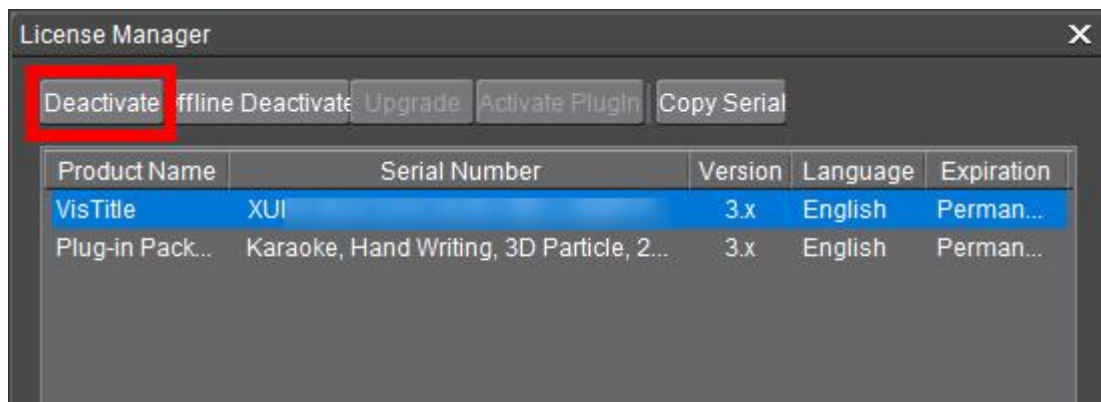 License Manager
Deactivate ffline Deactivate Upgrade Activate PlugIn Copy Serial
Product Name Serial Number Version Language Expiration
VisTitle XUI 3.x English Perman...
Plug-in Pack... Karaoke, Hand Writing, 3D Particle, 2... 3.x English Perman...